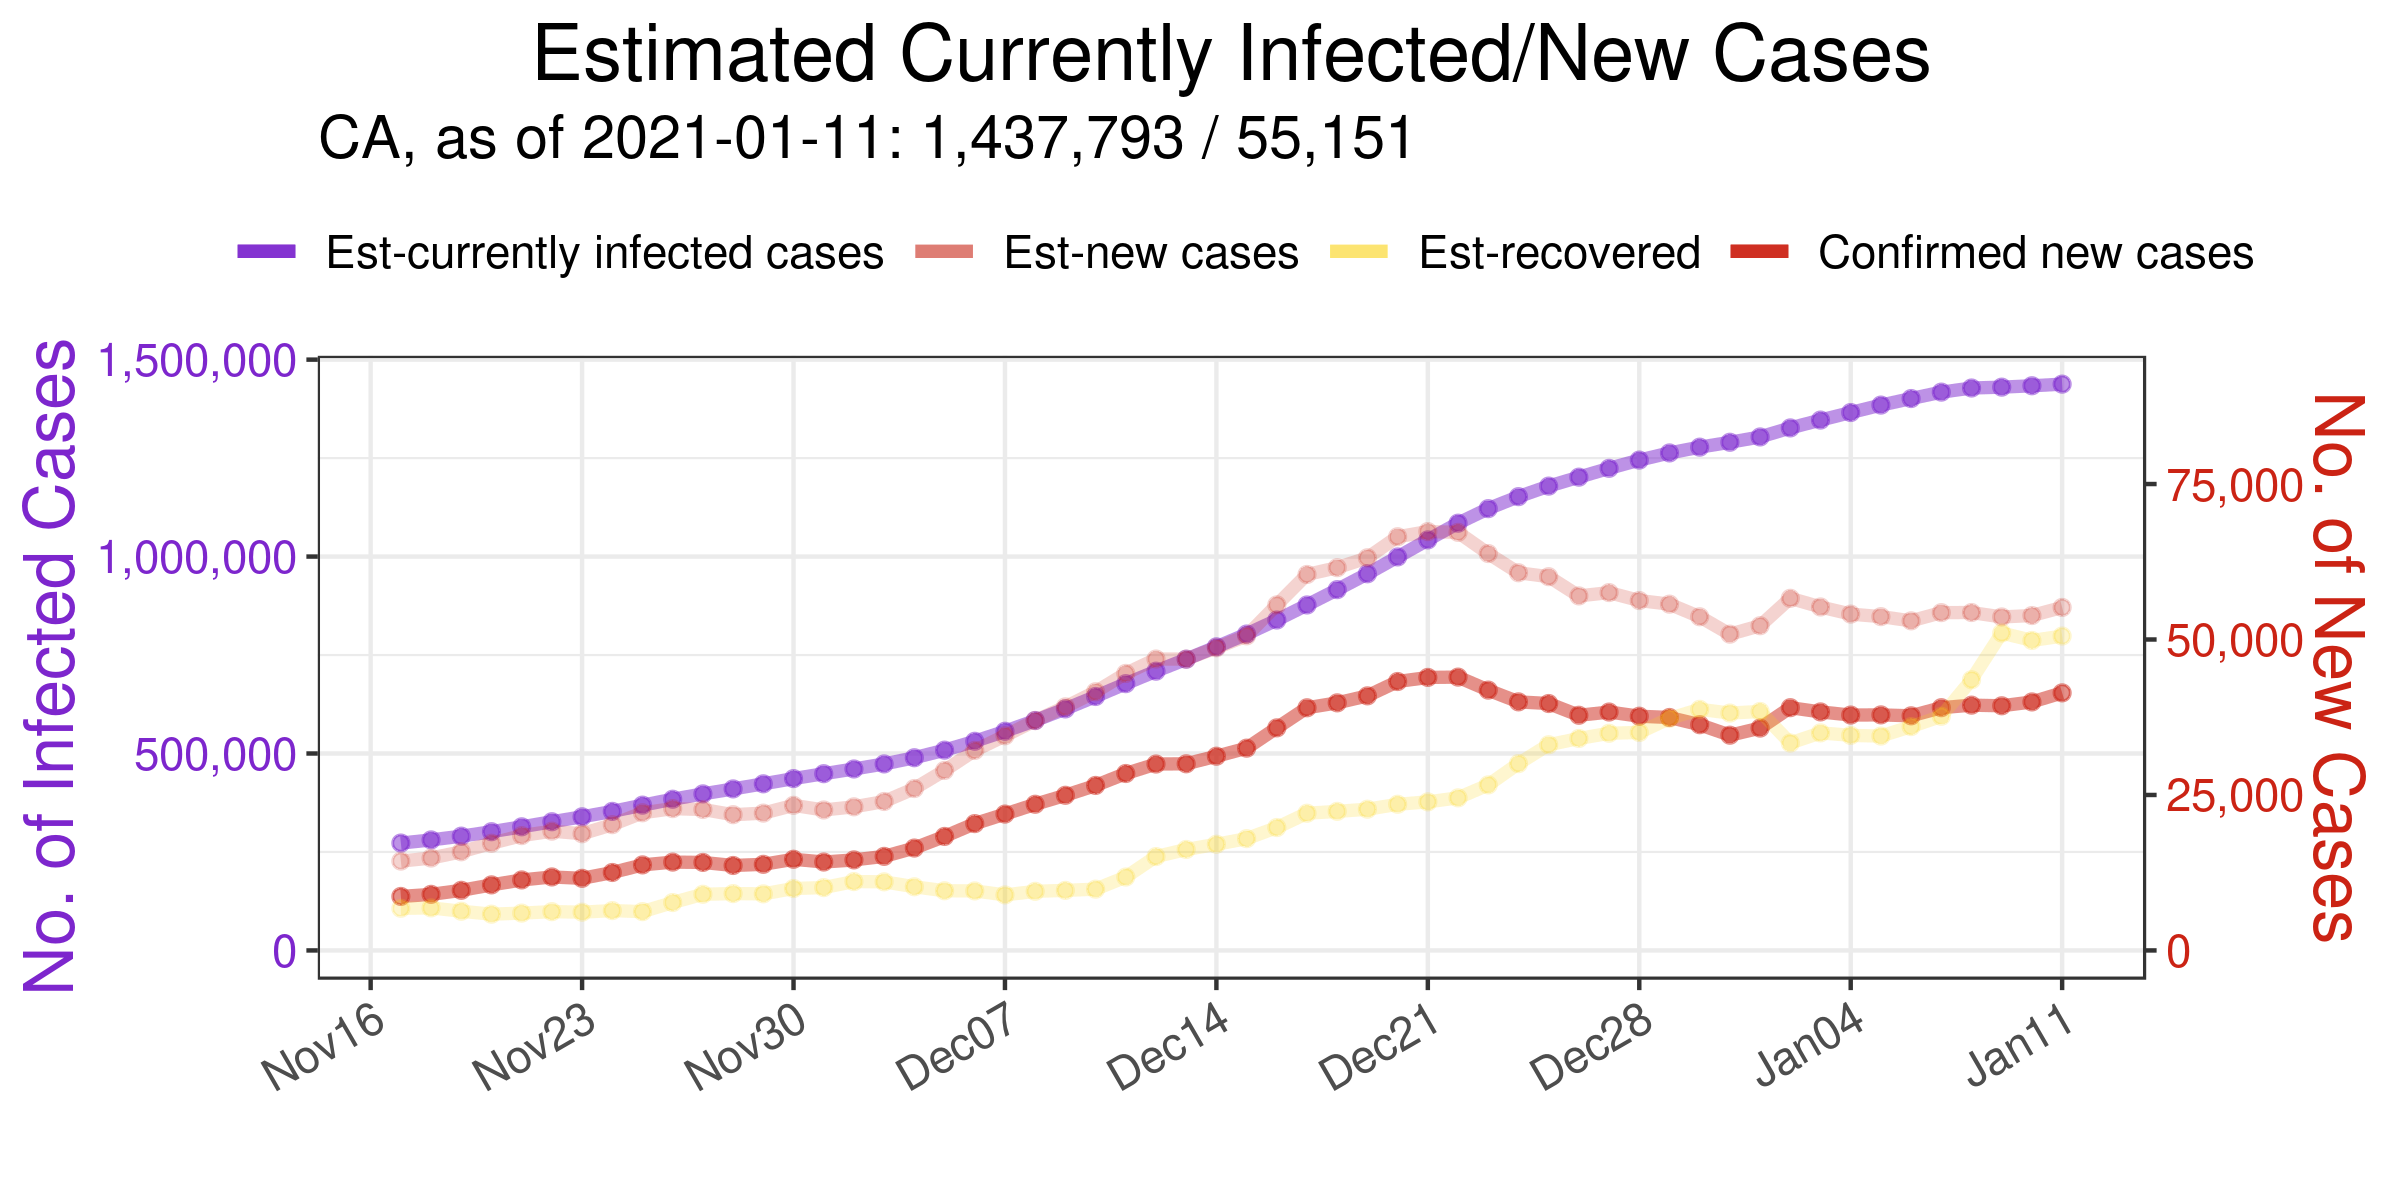 Estimated Currently Infected/New Cases
CA, as of 2021-01-11: 1,437,793 / 55,151
Est-currently infected cases Est-new cases Est-recovered Confirmed new cases
No. of Infected Cases
1,500,000
1,000,000
500,000
0
75,000
50,000
25,000
0
No. of New Cases
Nov16 Nov23 Nov30 Dec07 Dec14 Dec21 Dec28 Jan04 Jan11